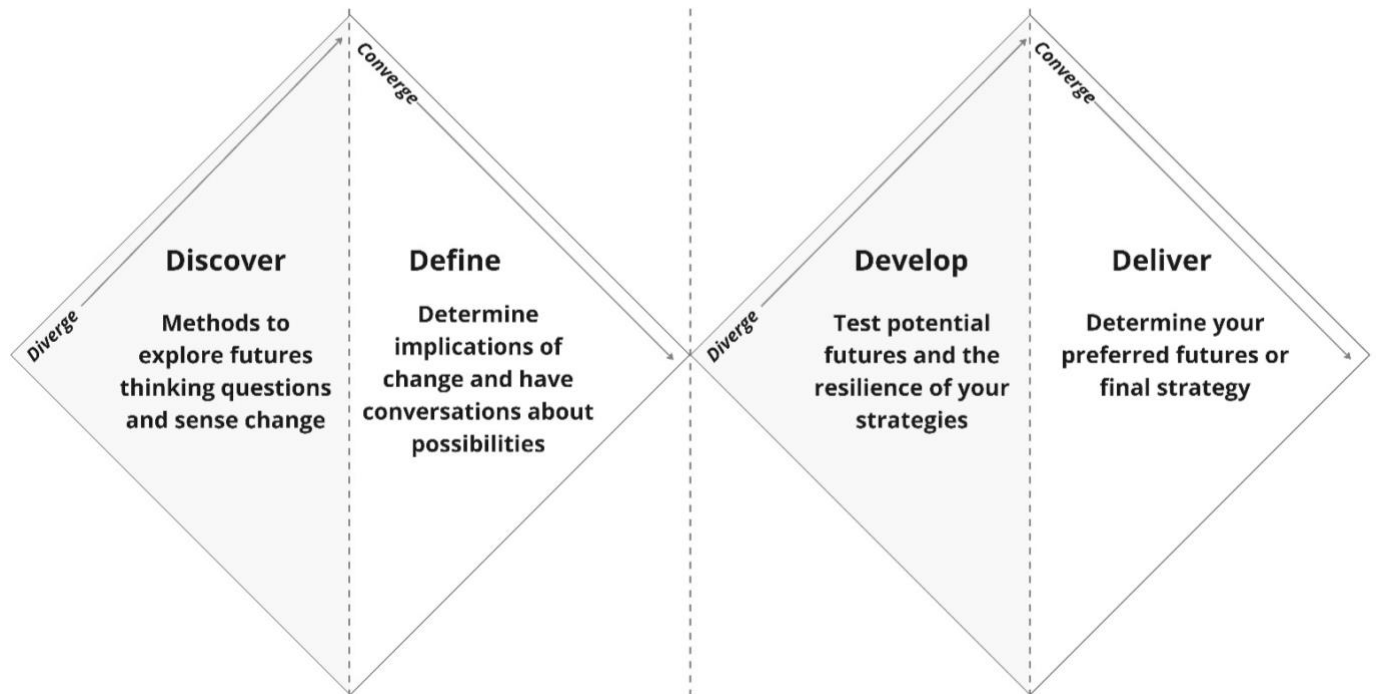 Diverge
Converge
Discover
Methods to
explore futures
thinking questions
and sense change
Define
Determine
implications of
change and have
conversations about
possibilities
Diverge
Converge
Develop
Test potential
futures and the
resilience of your
strategies
Deliver
Determine your
preferred futures or
final strategy